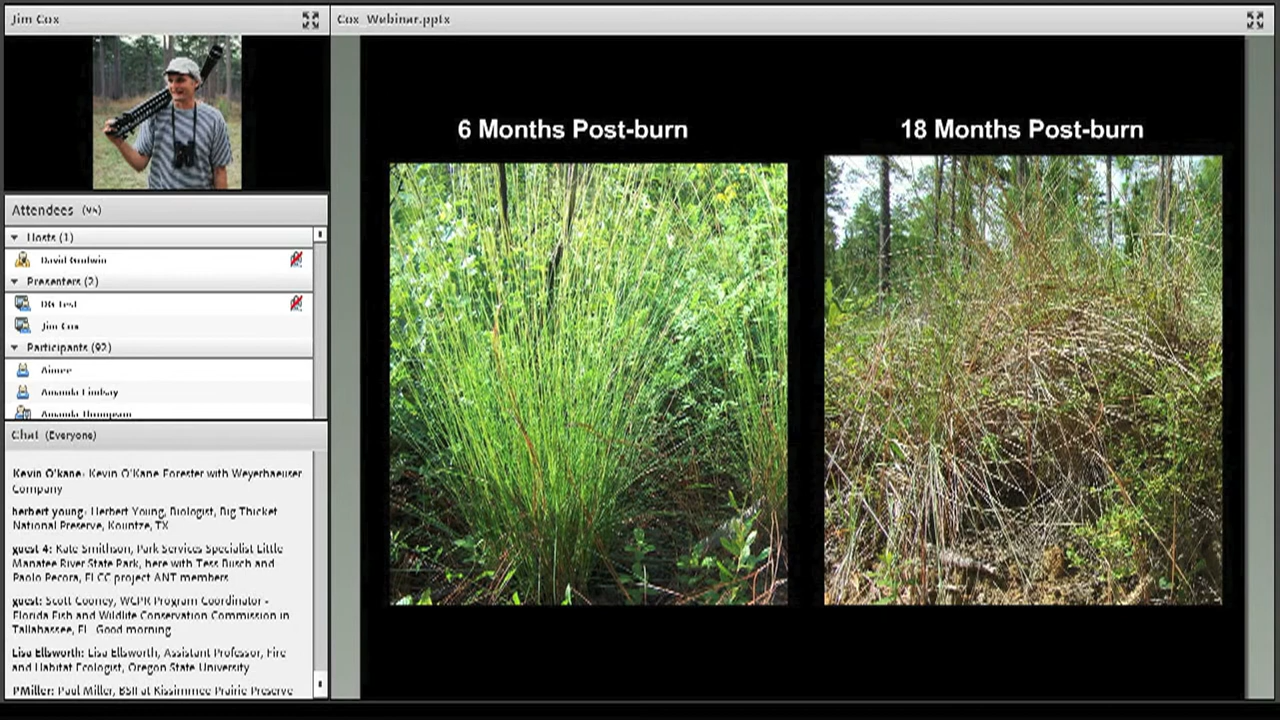 Jim Cox
Cox Webinar.pptx
6 Months Post-burn
18 Months Post-burn
Attendees
Hosts (1)
David Godwin
Presenters (2)
DG Test
Jim Cox
Participants (92)
Aimee
Amanda Lindsay
Amanda Thompson
Chat (Everyone)
Kevin O'kane: Kevin O'Kane Forester with Weyerhaeuser
Company
herbert young: Herbert Young, Biologist, Big Thicket
National Preserve, Kountze, TX
guest 4: Kate Smithson, Park Services Specialist Little
Manatee River State Park, here with Tess Busch and
Paolo Pecora, FLCC project ANT members
guest: Scott Cooney, WCPR Program Coordinator -
Florida Fish and Wildlife Conservation Commission in
Tallahassee, FL Good morning
Lisa Ellsworth: Lisa Ellsworth, Assistant Professor, Fire
and Habitat Ecologist, Oregon State University
PMiller: Paul Miller, BSII at Kissimmee Prairie Preserve